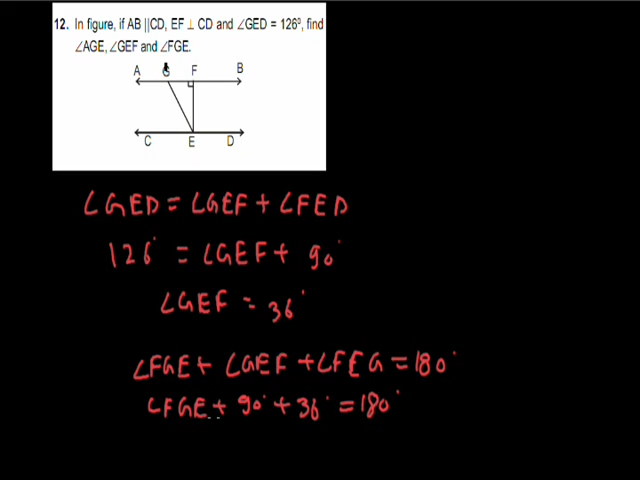 12. In figure, if AB ||CD, EF ⊥ CD and ∠GED = 126º, find
∠AGE, ∠GEF and ∠FGE.
A G F B
C E D
∠GED = ∠GEF + ∠FED
126° = ∠GEF + 90°
∠GEF = 36°
∠FGE + ∠GEF + ∠FEG = 180°
∠FGE + 90° + 36° = 180°